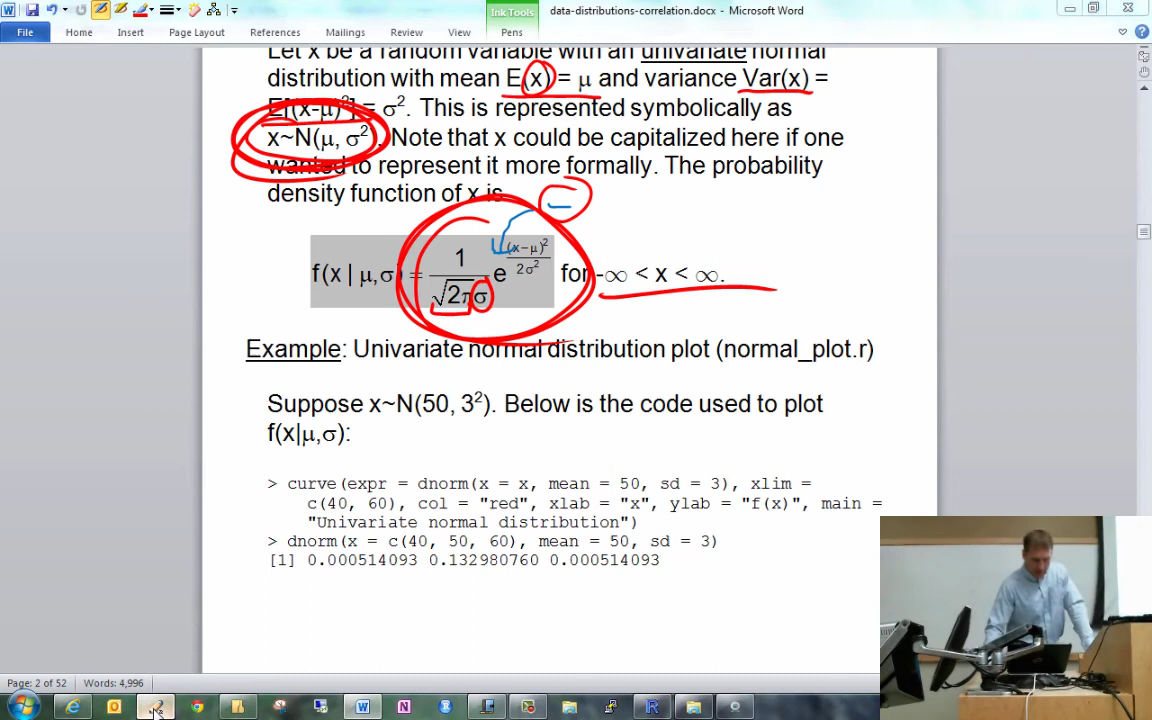 Ink Tools
data-distributions-correlation.docx - Microsoft Word
File Home Insert Page Layout References Mailings Review View Pens
Let x be a random variable with an univariate normal
distribution with mean E(x) = μ and variance Var(x) =
E[(x-μ)²] = σ². This is represented symbolically as
x~N(μ, σ²). Note that x could be capitalized here if one
wanted to represent it more formally. The probability
density function of x is
f(x | μ,σ) = 1/(√2π σ) e^((x−μ)²/2σ²) for -∞ < x < ∞.
Example: Univariate normal distribution plot (normal_plot.r)
Suppose x~N(50, 3²). Below is the code used to plot
f(x|μ,σ):
> curve(expr = dnorm(x = x, mean = 50, sd = 3), xlim =
c(40, 60), col = "red", xlab = "x", ylab = "f(x)", main =
"Univariate normal distribution")
> dnorm(x = c(40, 50, 60), mean = 50, sd = 3)
[1] 0.000514093 0.132980760 0.000514093
Page: 2 of 52 Words: 4,996